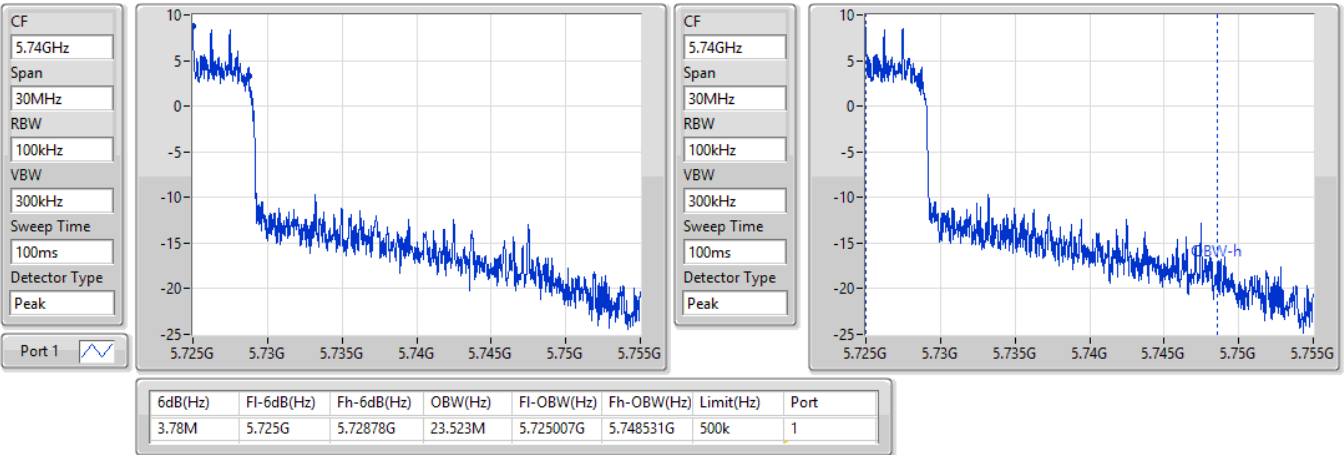 CF
5.74GHz
Span
30MHz
RBW
100kHz
VBW
300kHz
Sweep Time
100ms
Detector Type
Peak
Port 1
10
5
0
-5
-10
-15
-20
-25
5.725G 5.73G 5.735G 5.74G 5.745G 5.75G 5.755G
CF
5.74GHz
Span
30MHz
RBW
100kHz
VBW
300kHz
Sweep Time
100ms
Detector Type
Peak
10
5
0
-5
-10
-15
-20
-25
OBW-h
5.725G 5.73G 5.735G 5.74G 5.745G 5.75G 5.755G
6dB(Hz) Fl-6dB(Hz) Fh-6dB(Hz) OBW(Hz) Fl-OBW(Hz) Fh-OBW(Hz) Limit(Hz) Port
3.78M 5.725G 5.72878G 23.523M 5.725007G 5.748531G 500k 1